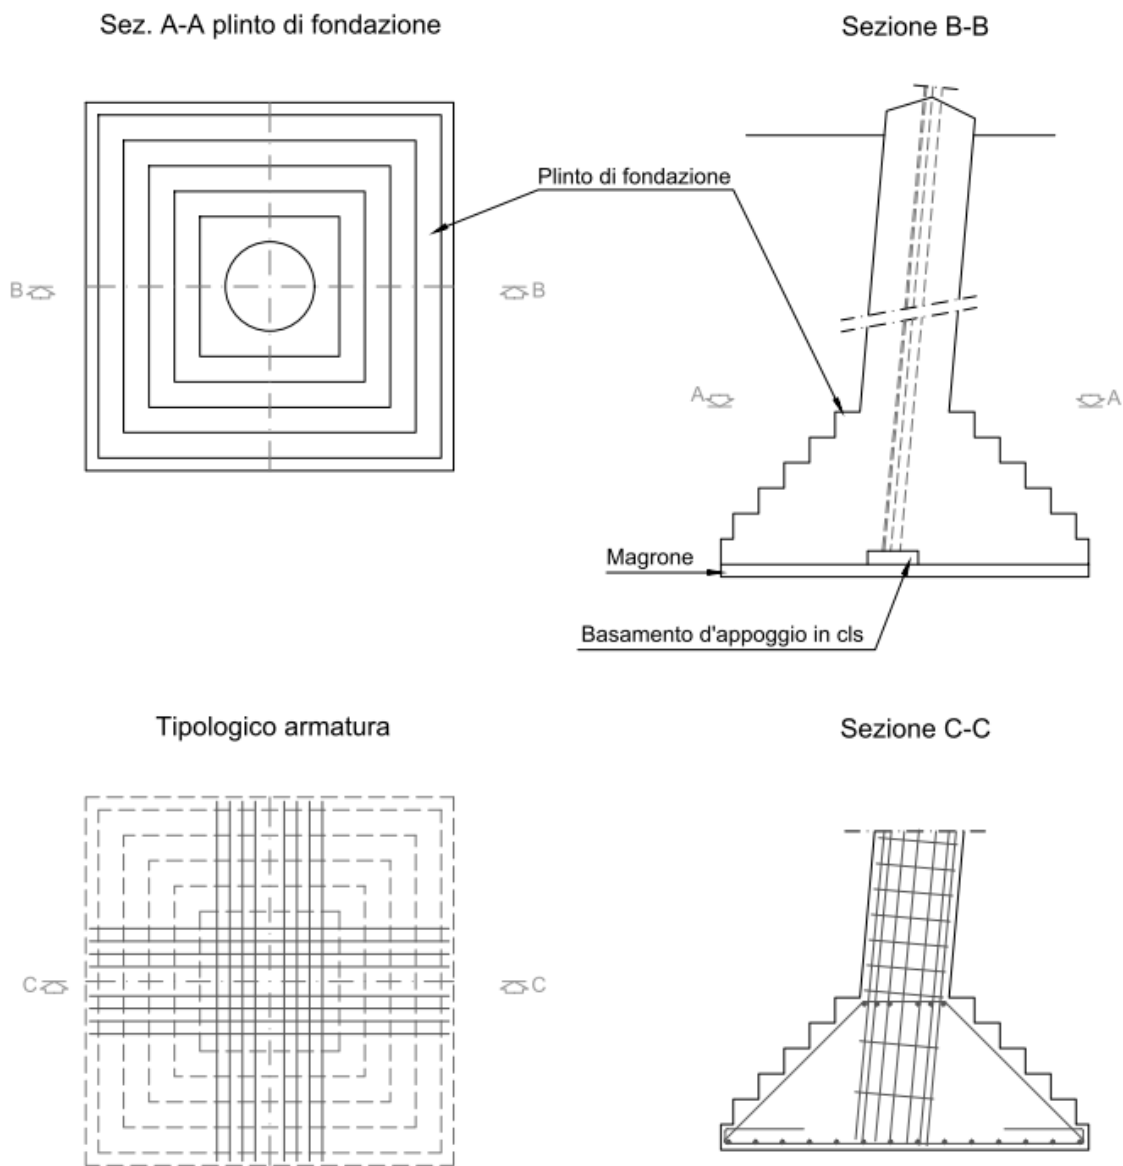 Sez. A-A plinto di fondazione
Sezione B-B
Plinto di fondazione
B
B
A
A
Magrone
Basamento d'appoggio in cls
Tipologico armatura
Sezione C-C
C
C